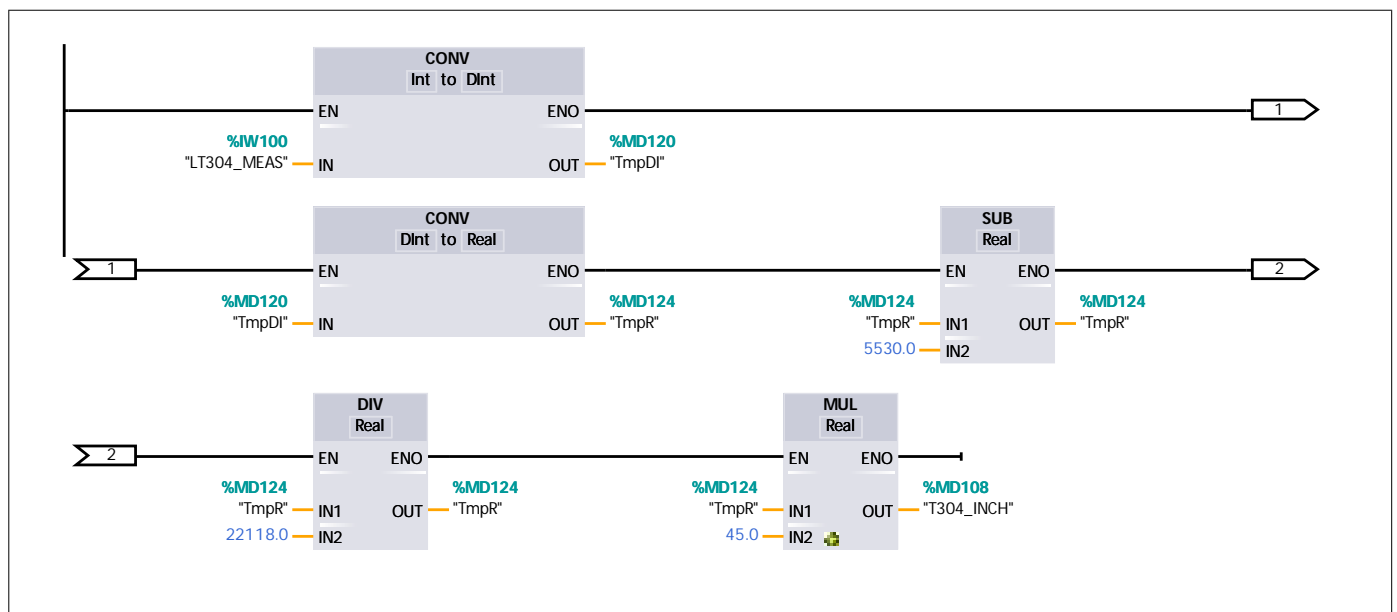 CONV
Int to DInt
EN ENO
1
%IW100 %MD120
"LT304_MEAS" IN OUT "TmpDI"
CONV SUB
DInt to Real Real
1 EN ENO EN ENO 2
%MD120 %MD124 %MD124 %MD124
"TmpDI" IN OUT "TmpR" "TmpR" IN1 OUT "TmpR"
5530.0 IN2
DIV MUL
Real Real
2 EN ENO EN ENO
%MD124 %MD124 %MD124 %MD108
"TmpR" IN1 OUT "TmpR" "TmpR" IN1 OUT "T304_INCH"
22118.0 IN2 45.0 IN2